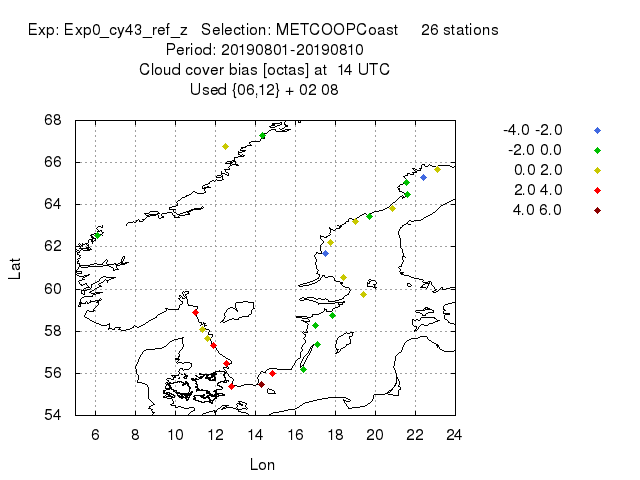 Exp: Exp0_cy43_ref_z   Selection: METCOOPCoast     26 stations
Period: 20190801-20190810
Cloud cover bias [octas] at  14 UTC
Used {06,12} + 02 08
68
66
64
62
60
58
56
54
Lat
6 8 10 12 14 16 18 20 22 24
Lon
-4.0 -2.0
-2.0 0.0
0.0 2.0
2.0 4.0
4.0 6.0